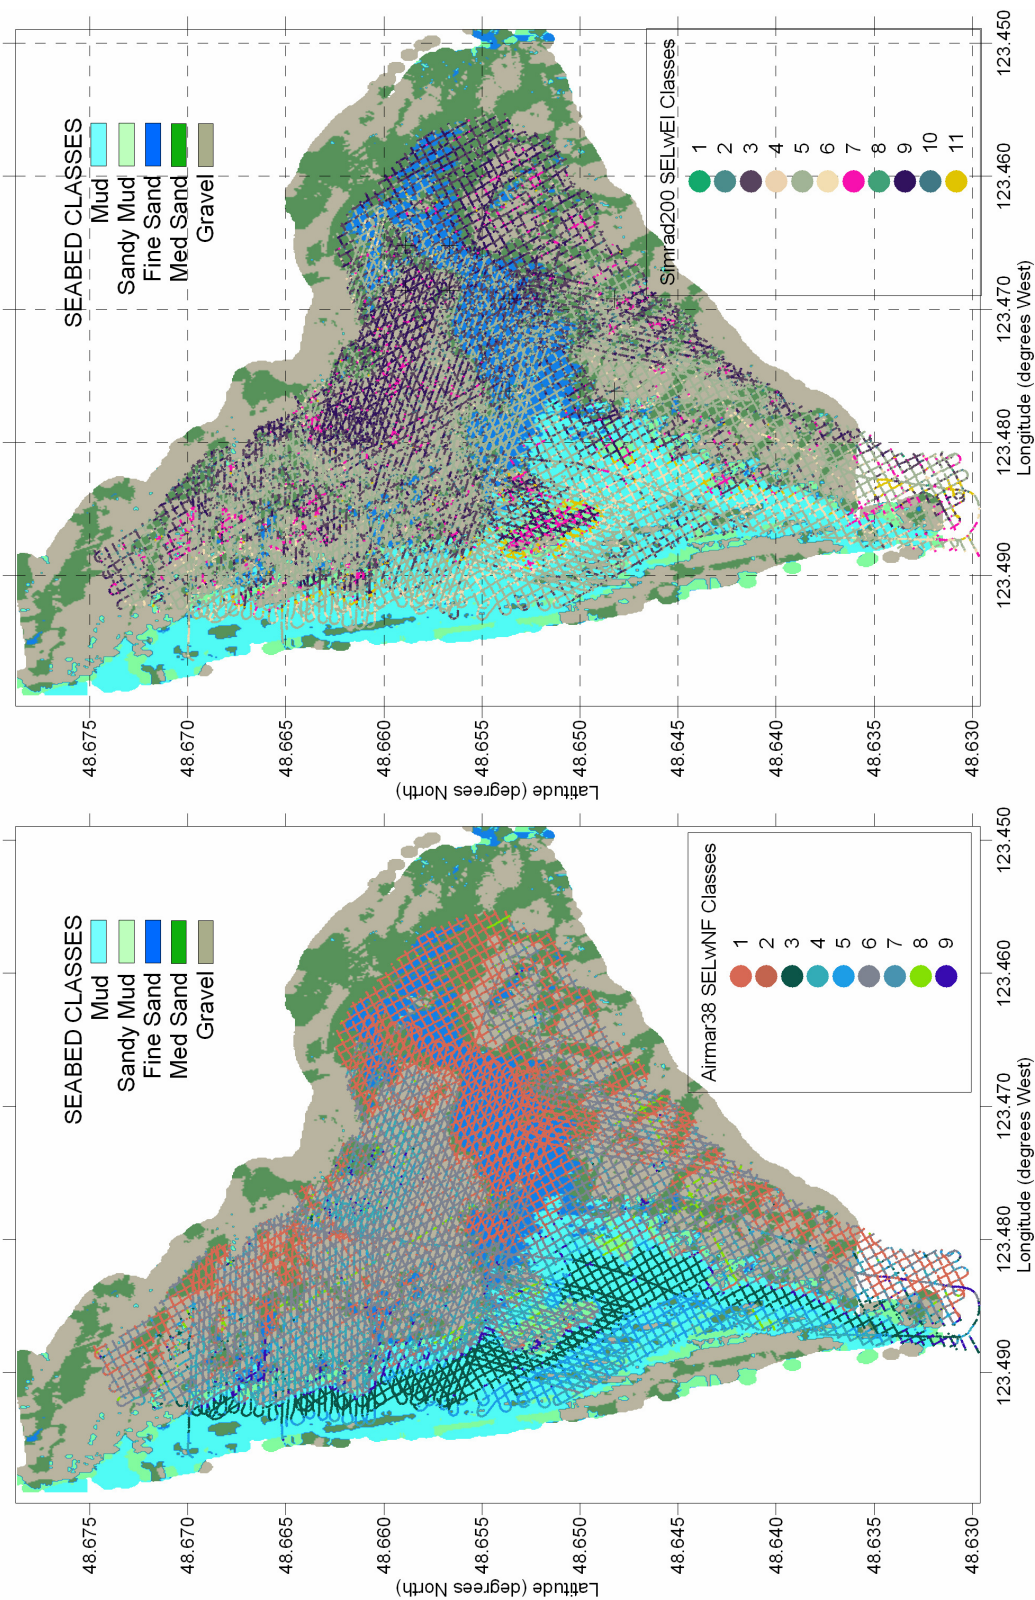 SEABED CLASSES
Mud
Sandy Mud
Fine Sand
Med Sand
Gravel
Simrad200 SELwEI Classes
1
2
3
4
5
6
7
8
9
10
11
123.450
123.460
123.470
123.480
123.490
Longitude (degrees West)
48.675
48.670
48.665
48.660
48.655
48.650
48.645
48.640
48.635
48.630
Latitude (degrees North)
SEABED CLASSES
Mud
Sandy Mud
Fine Sand
Med Sand
Gravel
Airmar38 SELwNF Classes
1
2
3
4
5
6
7
8
9
123.450
123.460
123.470
123.480
123.490
Longitude (degrees West)
48.675
48.670
48.665
48.660
48.655
48.650
48.645
48.640
48.635
48.630
Latitude (degrees North)